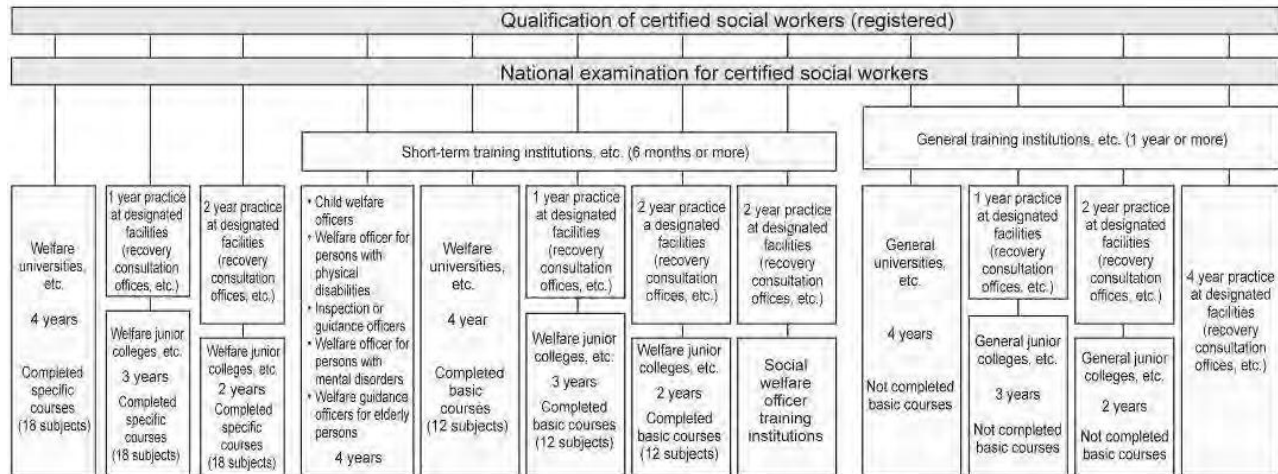 Qualification of certified social workers (registered)
National examination for certified social workers
Short-term training institutions, etc. (6 months or more)
General training institutions, etc. (1 year or more)
Welfare
universities,
etc.
4 years
Completed
specific
courses
(18 subjects)
1 year practice
at designated
facilities
(recovery
consultation
offices, etc.)
Welfare junior
colleges, etc.
3 years
Completed
specific
courses
(18 subjects)
2 year practice
at designated
facilities
(recovery
consultation
offices, etc.)
Welfare junior
colleges, etc.
2 years
Completed
specific
courses
(18 subjects)
• Child welfare
officers
• Welfare officer for
persons with
physical
disabilities
• Inspection or
guidance officers
• Welfare officer for
persons with
mental disorders
• Welfare guidance
officers for elderly
persons
4 years
Welfare
universities,
etc.
4 year
Completed
basic
courses
(12 subjects)
1 year practice
at designated
facilities
(recovery
consultation
offices, etc.)
Welfare junior
colleges, etc.
3 years
Completed
basic courses
(12 subjects)
2 year practice
a designated
facilities
(recovery
consultation
offices, etc.)
Welfare junior
colleges, etc.
2 years
Completed
basic courses
(12 subjects)
2 year practice
at designated
facilities
(recovery
consultation
offices, etc.)
Social
welfare
officer
training
institutions
General
universities,
etc.
4 years
Not completed
basic courses
1 year practice
at designated
facilities
(recovery
consultation
offices, etc.)
General junior
colleges, etc.
3 years
Not completed
basic courses
2 year practice
at designated
facilities
(recovery
consultation
offices, etc.)
General junior
colleges, etc.
2 years
Not completed
basic courses
4 year practice
at designated
facilities
(recovery
consultation
offices, etc.)